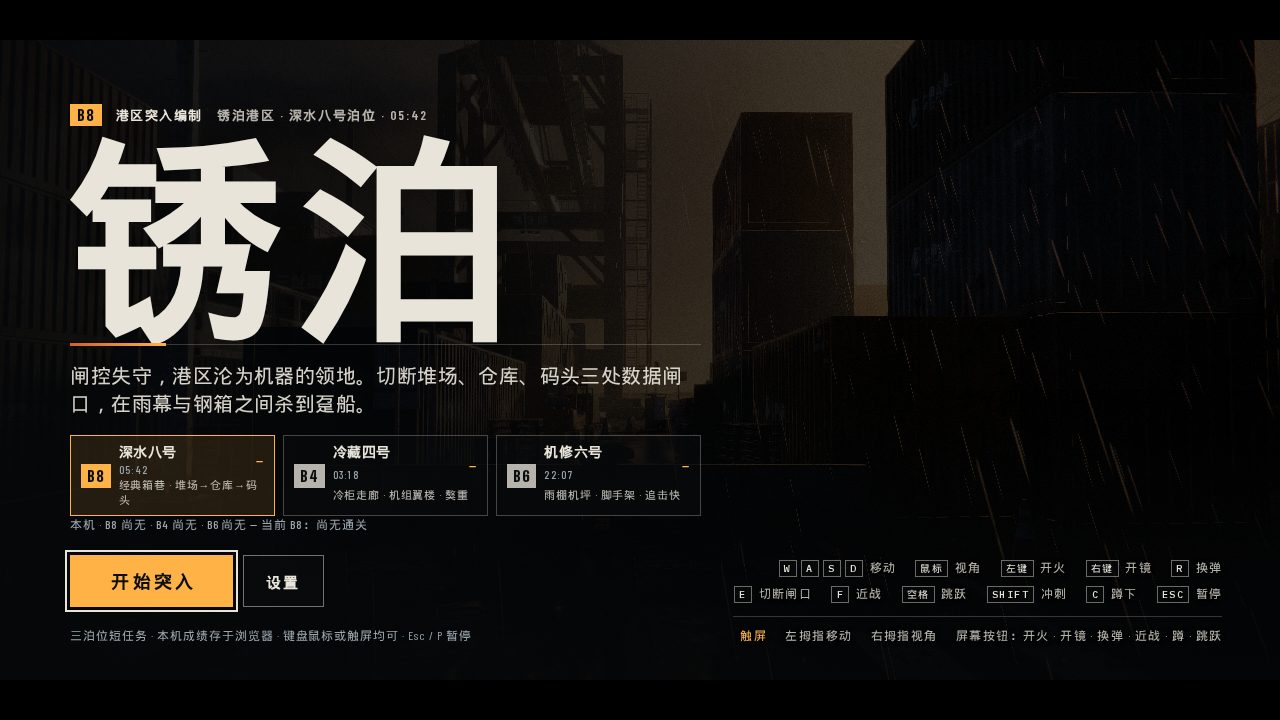 B8 港区突入编制 锈泊港区 · 深水八号泊位 · 05:42
锈泊
闸控失守，港区沦为机器的领地。切断堆场、仓库、码头三处数据闸
口，在雨幕与钢箱之间杀到趸船。
B8 深水八号 –
05:42
经典箱巷 · 堆场→仓库→码
头
B4 冷藏四号 –
03:18
冷柜走廊 · 机组翼楼 · 獒重
B6 机修六号 –
22:07
雨棚机坪 · 脚手架 · 追击快
本机 · B8 尚无 · B4 尚无 · B6 尚无 — 当前 B8：尚无通关
开始突入 设置
W A S D 移动 鼠标 视角 左键 开火 右键 开镜 R 换弹
E 切断闸口 F 近战 空格 跳跃 SHIFT 冲刺 C 蹲下 ESC 暂停
三泊位短任务 · 本机成绩存于浏览器 · 键盘鼠标或触屏均可 · Esc / P 暂停
触屏 左拇指移动 右拇指视角 屏幕按钮：开火 · 开镜 · 换弹 · 近战 · 蹲 · 跳跃